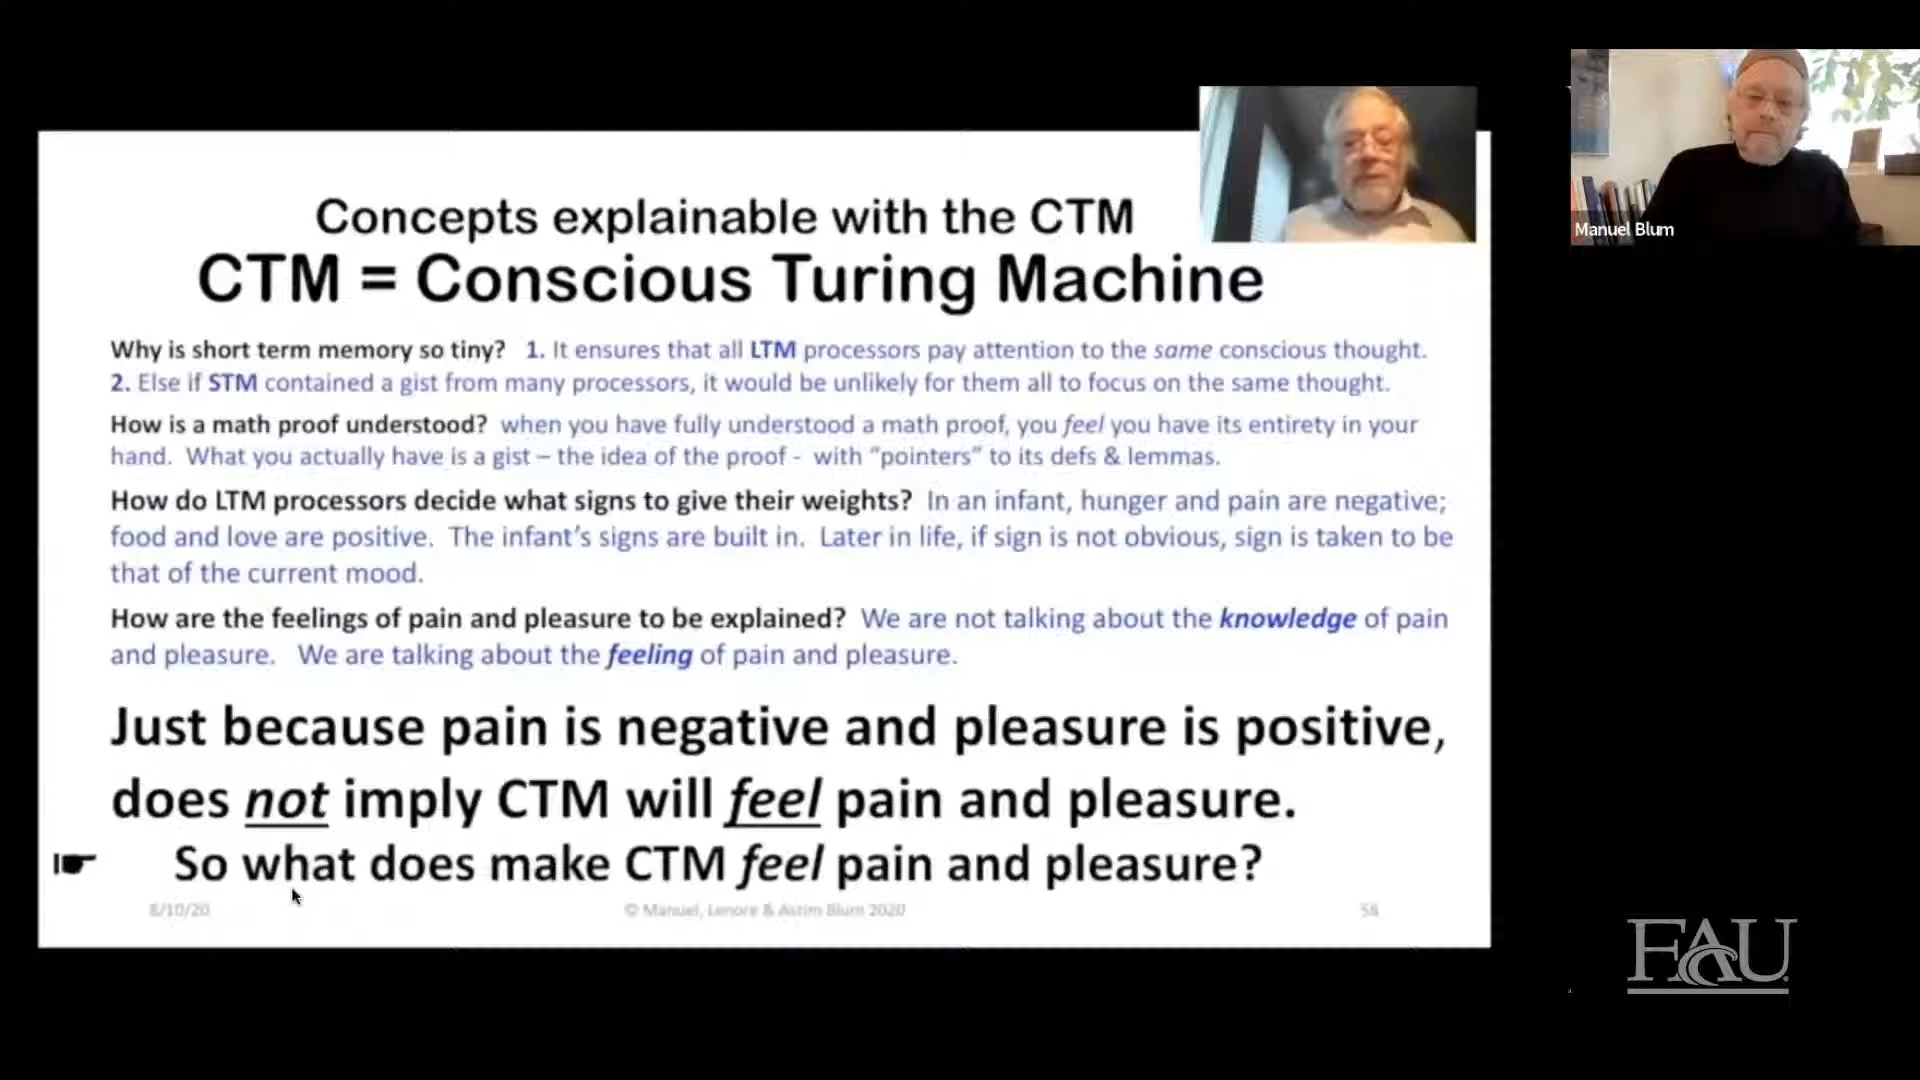 Concepts explainable with the CTM
CTM = Conscious Turing Machine
Why is short term memory so tiny? 1. It ensures that all LTM processors pay attention to the same conscious thought.
2. Else if STM contained a gist from many processors, it would be unlikely for them all to focus on the same thought.
How is a math proof understood? when you have fully understood a math proof, you feel you have its entirety in your
hand. What you actually have is a gist – the idea of the proof - with “pointers” to its defs & lemmas.
How do LTM processors decide what signs to give their weights? In an infant, hunger and pain are negative;
food and love are positive. The infant’s signs are built in. Later in life, if sign is not obvious, sign is taken to be
that of the current mood.
How are the feelings of pain and pleasure to be explained? We are not talking about the knowledge of pain
and pleasure. We are talking about the feeling of pain and pleasure.
Just because pain is negative and pleasure is positive,
does not imply CTM will feel pain and pleasure.
So what does make CTM feel pain and pleasure?
8/10/20 © Manuel, Lenore & Avrim Blum 2020 58
Manuel Blum
FAU